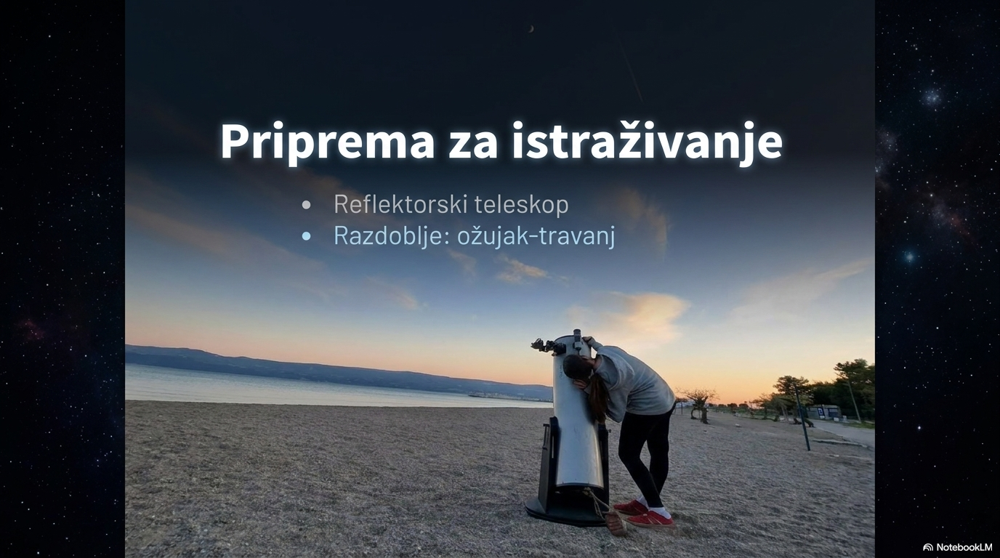 Priprema za istraživanje
• Reflektorski teleskop
• Razdoblje: ožujak-travanj
NotebookLM